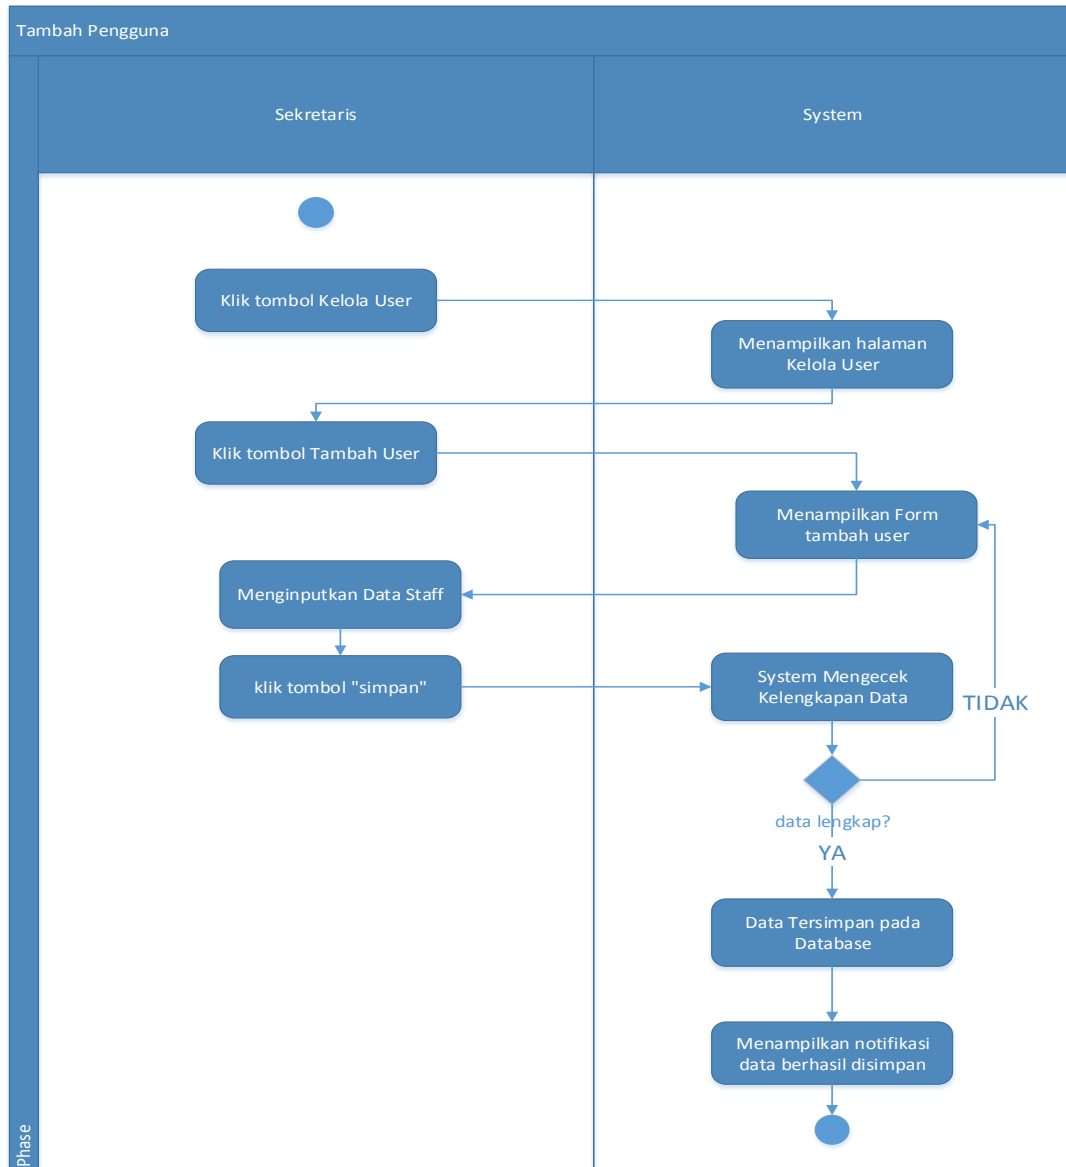 Tambah Pengguna
Sekretaris
System
Klik tombol Kelola User
Menampilkan halaman
Kelola User
Klik tombol Tambah User
Menampilkan Form
tambah user
Menginputkan Data Staff
klik tombol "simpan"
System Mengecek
Kelengkapan Data
TIDAK
data lengkap?
YA
Data Tersimpan pada
Database
Menampilkan notifikasi
data berhasil disimpan
Phase